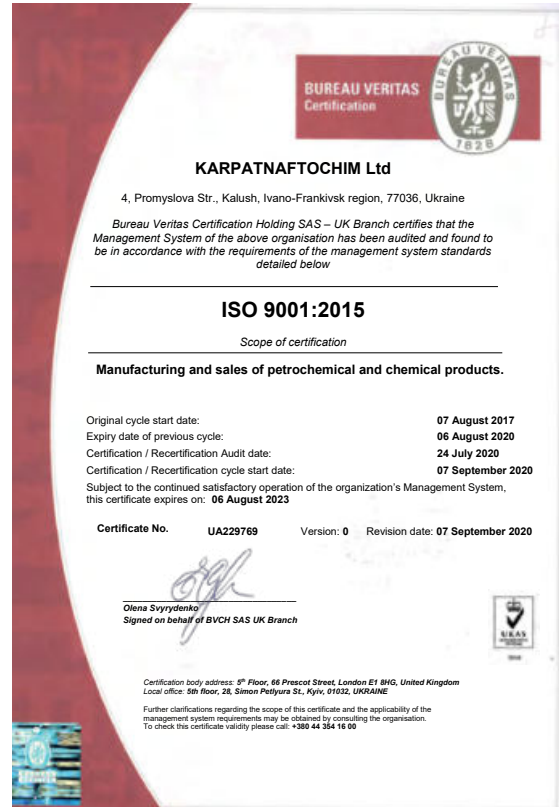 BUREAU VERITAS
Certification
BUREAU VERITAS
1828
KARPATNAFTOCHIM Ltd
4, Promyslova Str., Kalush, Ivano-Frankivsk region, 77036, Ukraine
Bureau Veritas Certification Holding SAS – UK Branch certifies that the
Management System of the above organisation has been audited and found to
be in accordance with the requirements of the management system standards
detailed below
ISO 9001:2015
Scope of certification
Manufacturing and sales of petrochemical and chemical products.
Original cycle start date: 07 August 2017
Expiry date of previous cycle: 06 August 2020
Certification / Recertification Audit date: 24 July 2020
Certification / Recertification cycle start date: 07 September 2020
Subject to the continued satisfactory operation of the organization's Management System,
this certificate expires on: 06 August 2023
Certificate No. UA229769 Version: 0 Revision date: 07 September 2020
Olena Svyrydenko
Signed on behalf of BVCH SAS UK Branch
UKAS
Certification body address: 5th Floor, 66 Prescot Street, London E1 8HG, United Kingdom
Local office: 5th floor, 28, Simon Petlyura St., Kyiv, 01032, UKRAINE
Further clarifications regarding the scope of this certificate and the applicability of the
management system requirements may be obtained by consulting the organisation.
To check this certificate validity please call: +380 44 354 16 00